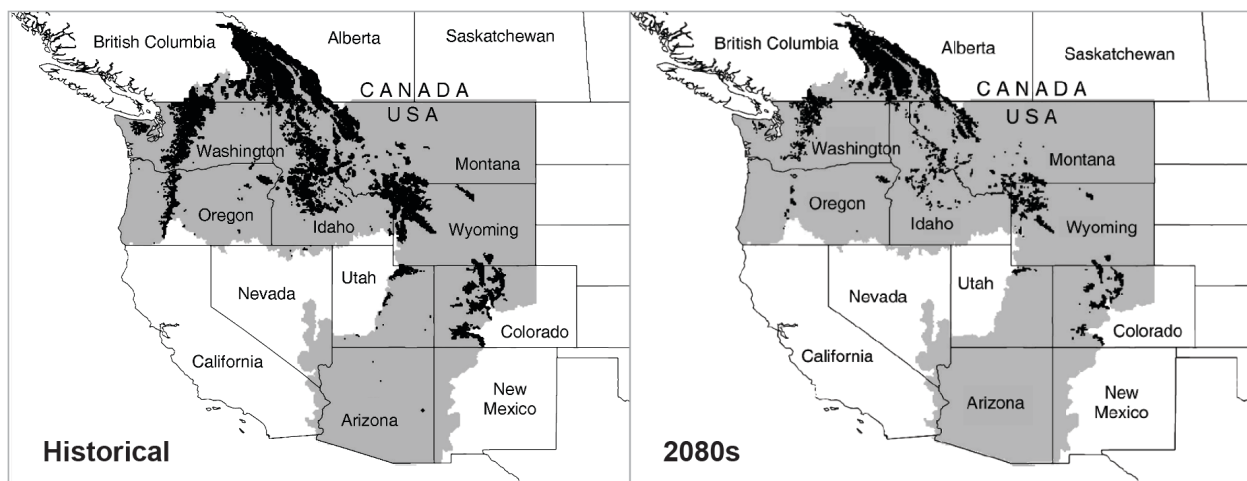 British Columbia
Alberta
Saskatchewan
CANADA
USA
Washington
Montana
Oregon
Idaho
Wyoming
Utah
Nevada
Colorado
California
New
Mexico
Arizona
Historical
British Columbia
Alberta
Saskatchewan
CANADA
USA
Washington
Montana
Oregon
Idaho
Wyoming
Utah
Nevada
Colorado
California
New
Mexico
Arizona
2080s